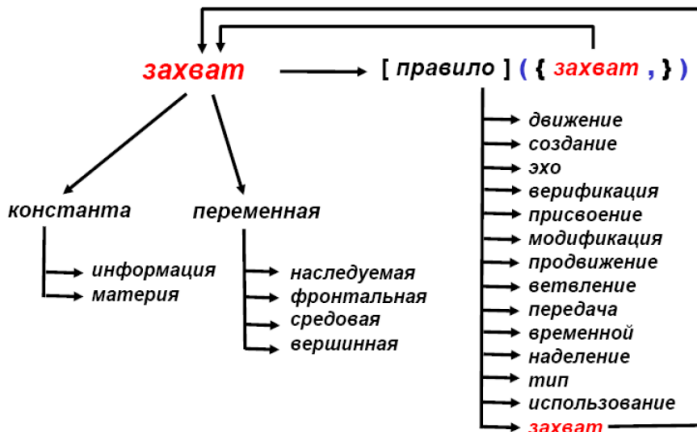 захват
[ правило ] ( { захват , } )
константа
информация
материя
переменная
наследуемая
фронтальная
средовая
вершинная
движение
создание
эхо
верификация
присвоение
модификация
продвижение
ветвление
передача
временной
наделение
тип
использование
захват